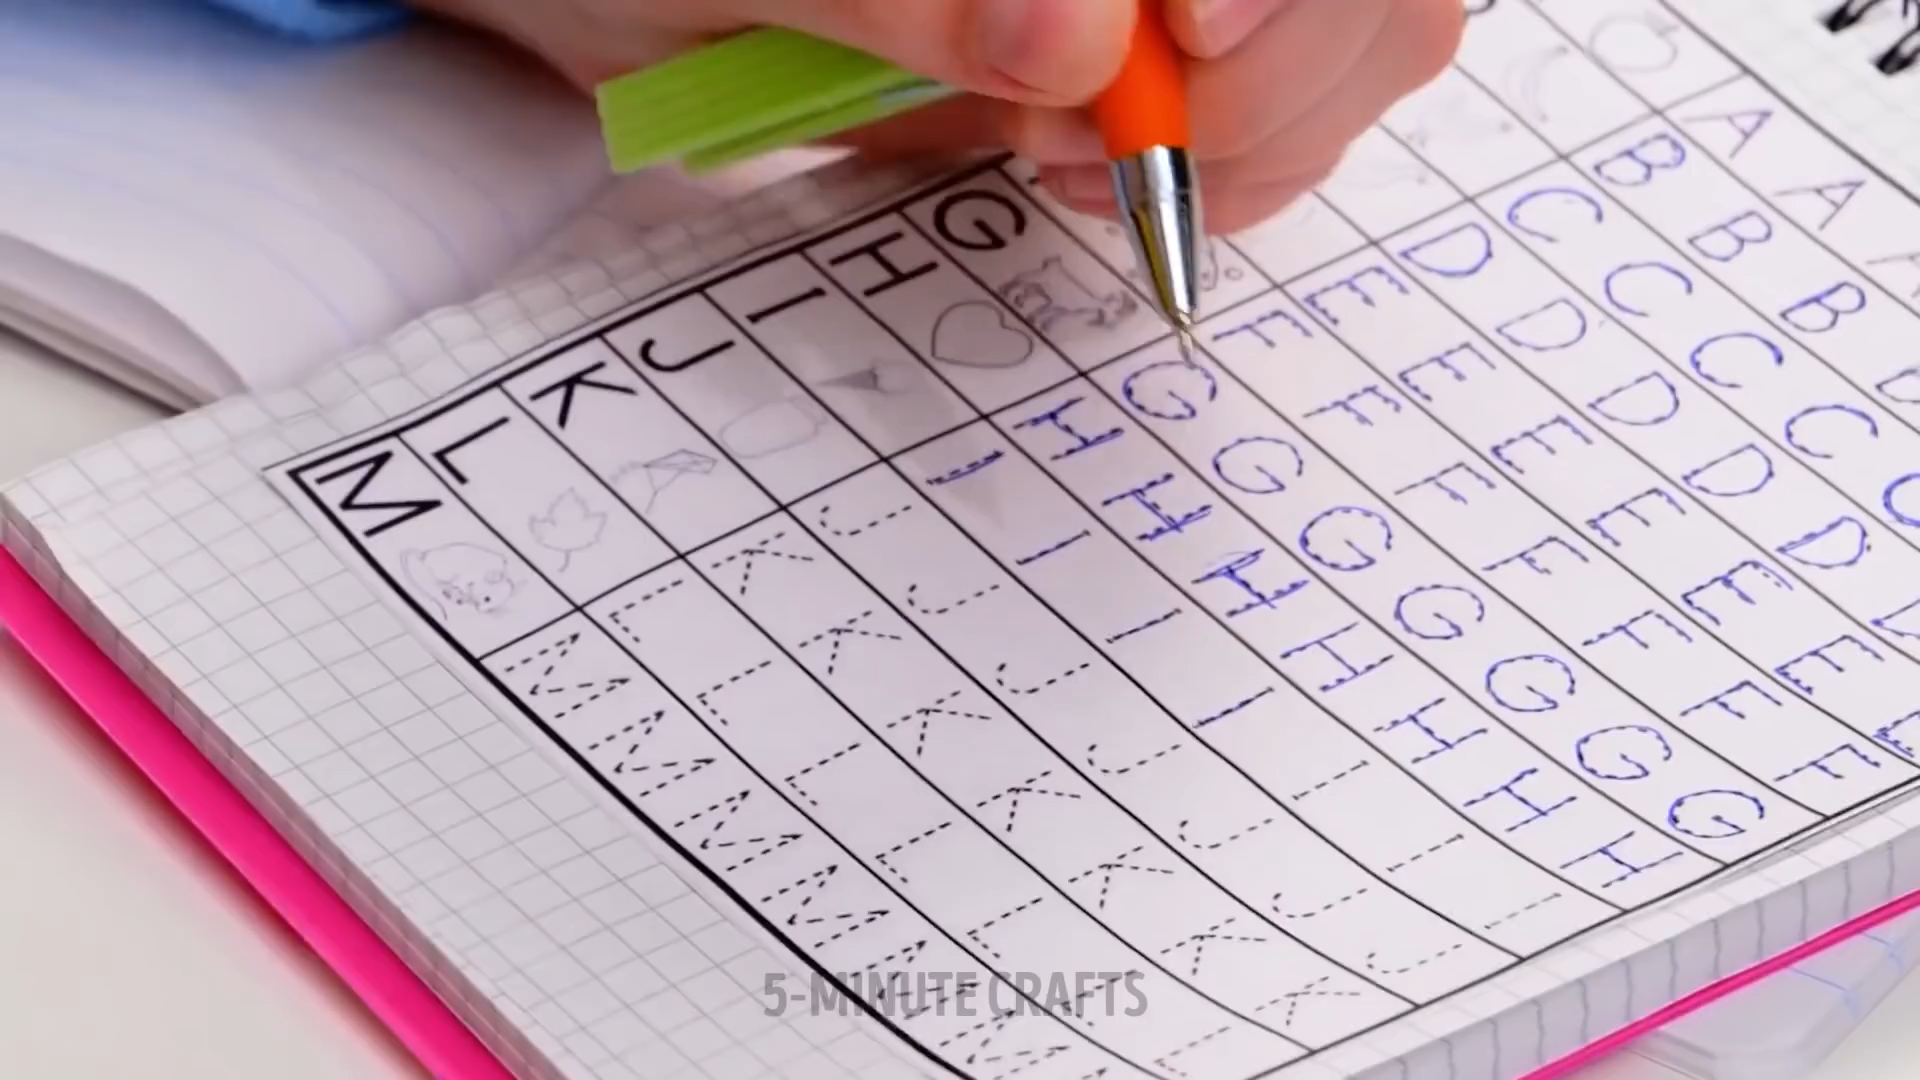 A A A
B B B B
C C C C C
D D D D D D
E E E E E E E
F F F F F F F
G G G G G G G G
H H H H H H H H
I I I I I I I I
J J J J J J J J
K K K K K K K K
L L L L L L L L
M M M M M M M
5-MINUTE CRAFTS